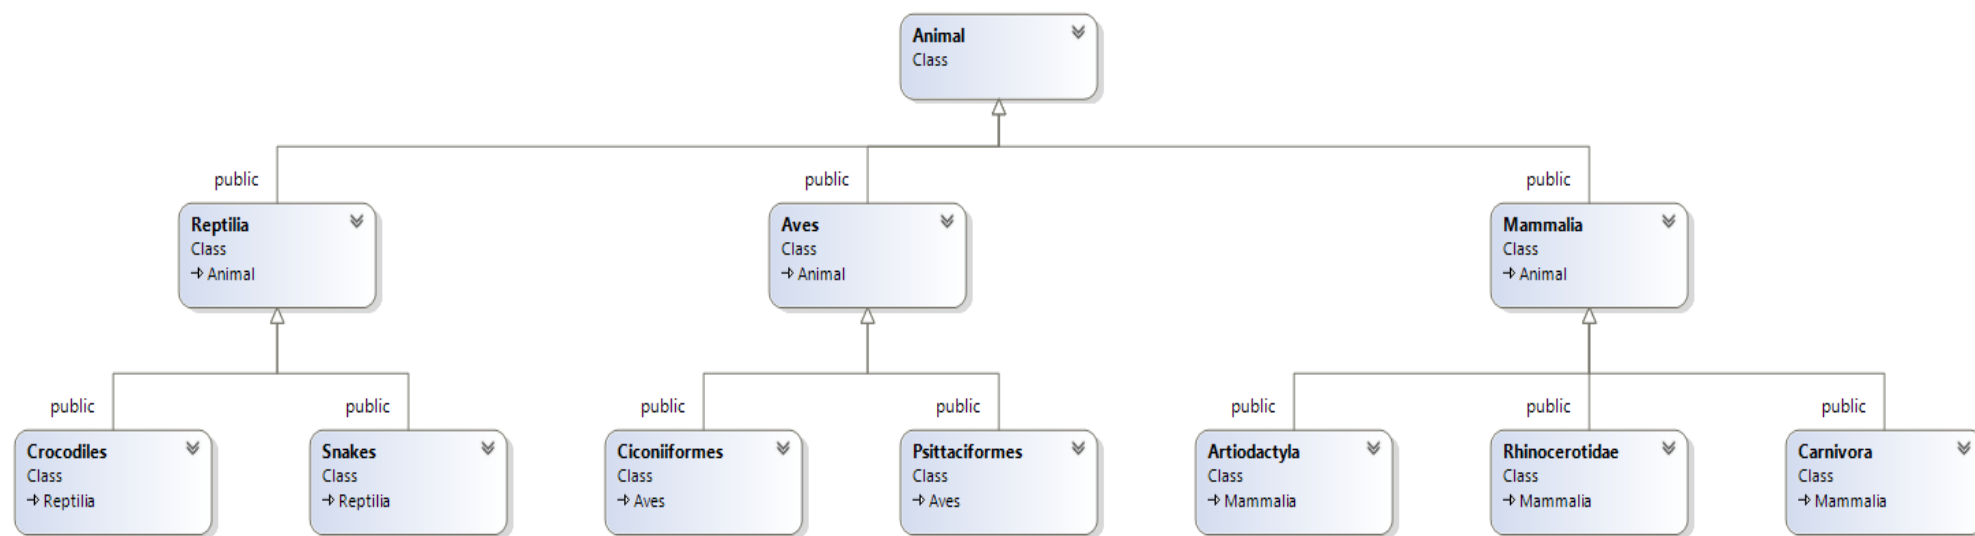 Animal
Class
public
public
public
Reptilia
Class
Animal
Aves
Class
Animal
Mammalia
Class
Animal
public
public
public
public
public
public
public
Crocodiles
Class
Reptilia
Snakes
Class
Reptilia
Ciconiiformes
Class
Aves
Psittaciformes
Class
Aves
Artiodactyla
Class
Mammalia
Rhinocerotidae
Class
Mammalia
Carnivora
Class
Mammalia